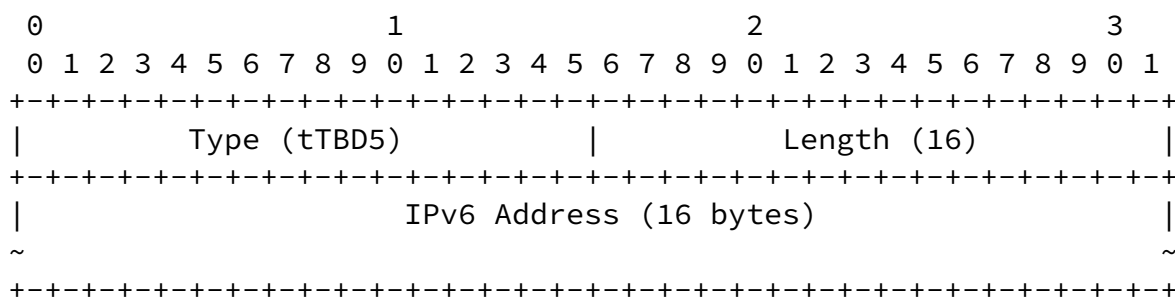 0                   1                   2                   3
 0 1 2 3 4 5 6 7 8 9 0 1 2 3 4 5 6 7 8 9 0 1 2 3 4 5 6 7 8 9 0 1
+-+-+-+-+-+-+-+-+-+-+-+-+-+-+-+-+-+-+-+-+-+-+-+-+-+-+-+-+-+-+-+-+
|         Type (tTBD5)          |          Length (16)          |
+-+-+-+-+-+-+-+-+-+-+-+-+-+-+-+-+-+-+-+-+-+-+-+-+-+-+-+-+-+-+-+-+
|                     IPv6 Address (16 bytes)                   |
~                                                               ~
+-+-+-+-+-+-+-+-+-+-+-+-+-+-+-+-+-+-+-+-+-+-+-+-+-+-+-+-+-+-+-+-+